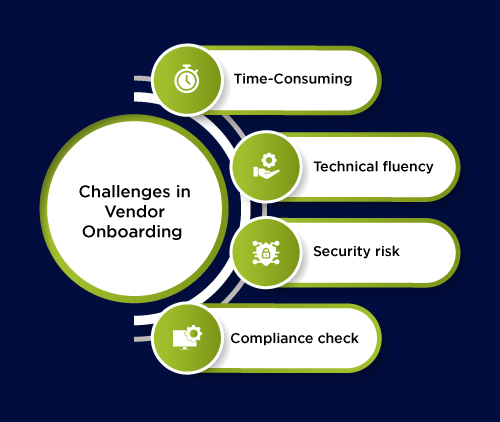 Challenges in
Vendor
Onboarding
Time-Consuming
Technical fluency
Security risk
Compliance check